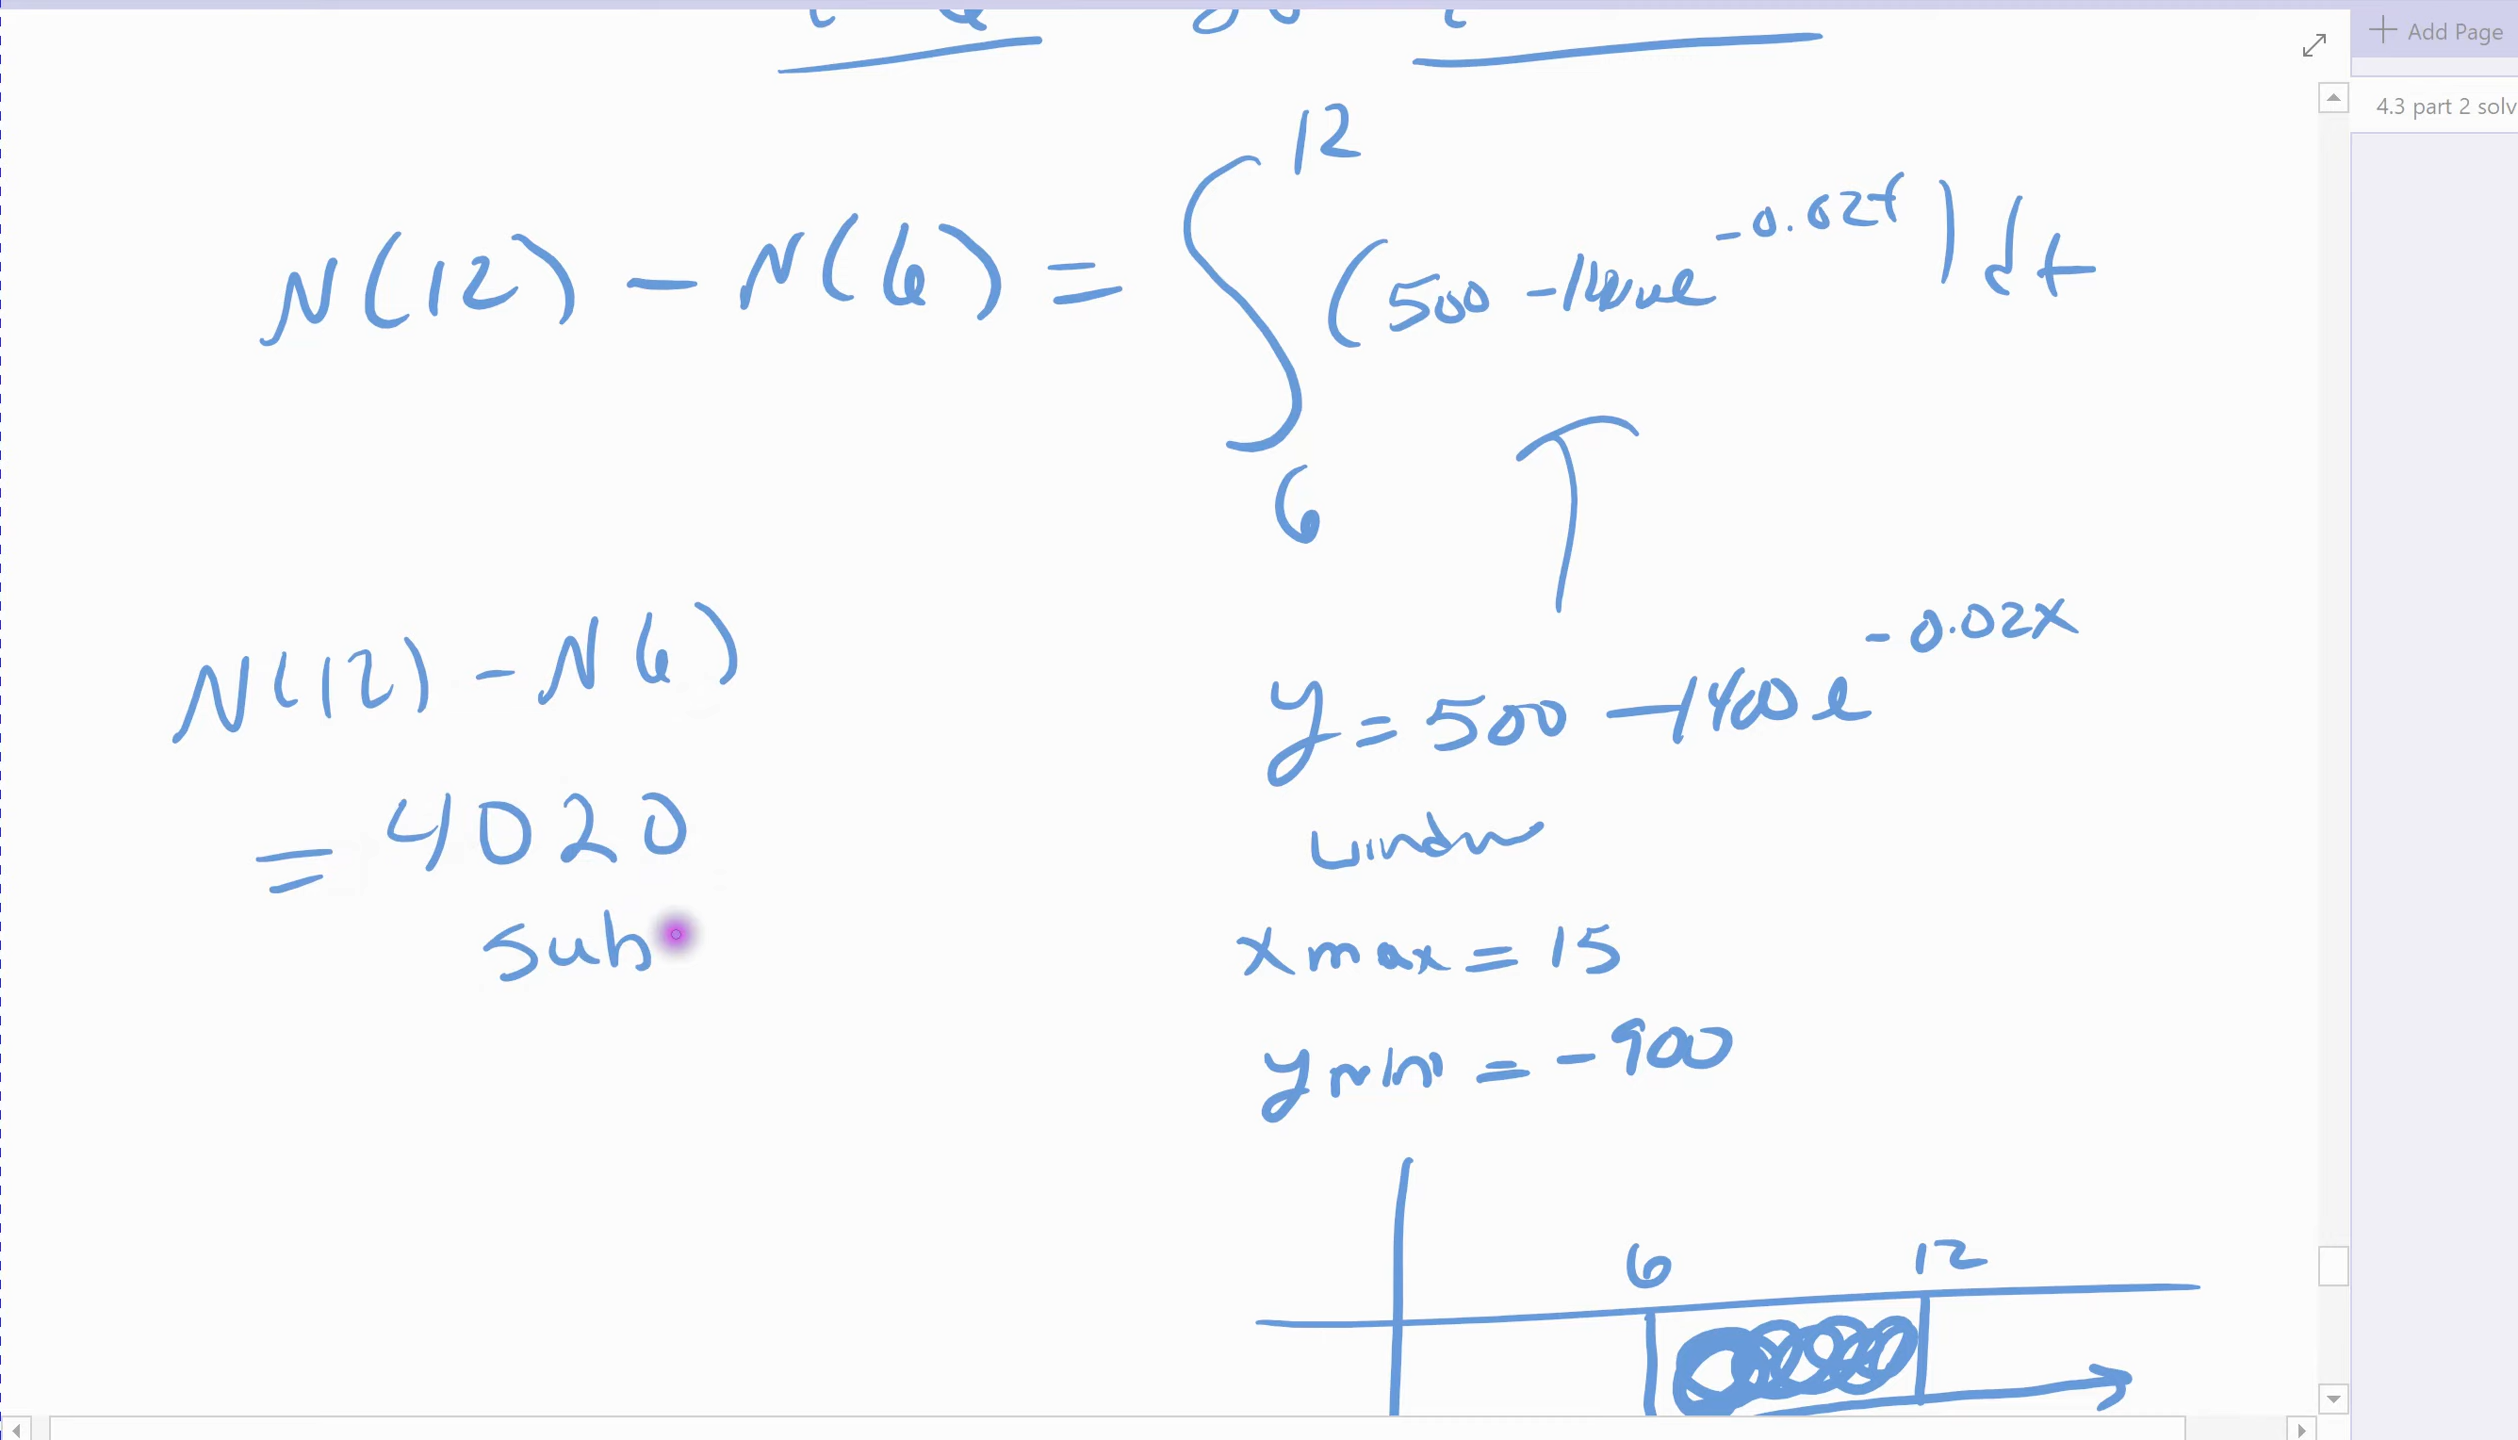 Add Page
4.3 part 2 solv
N(12) - N(6) = ∫ 12 6 (500 - 1400e^-0.02t) dt
N(12) - N(6)
= 4020
sub
y = 500 - 1400e^-0.02x
window
xmax = 15
ymin = -900
6 12